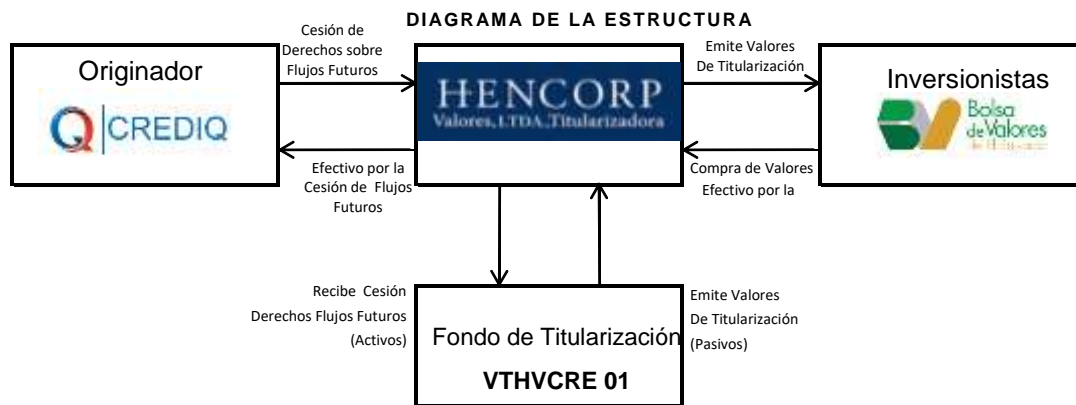 DIAGRAMA DE LA ESTRUCTURA
Cesión de
Derechos sobre
Flujos Futuros
Emite Valores
De Titularización
Originador
CREDIQ
HENCORP
Valores, LTDA., Titularizadora
Inversionistas
Bolsa
de Valores
Efectivo por la
Cesión de Flujos
Futuros
Compra de Valores
Efectivo por la
Recibe Cesión
Derechos Flujos Futuros
(Activos)
Fondo de Titularización
VTHVCRE 01
Emite Valores
De Titularización
(Pasivos)